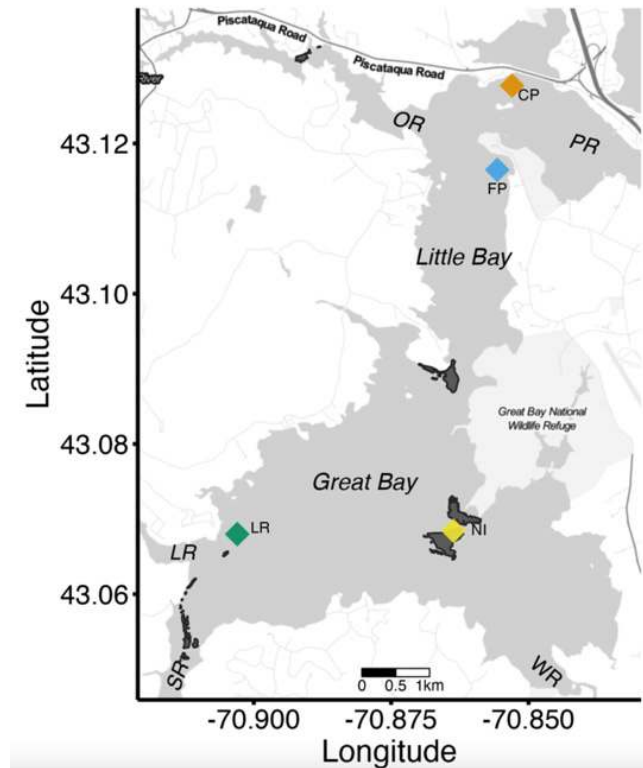 Piscataqua Road
Piscataqua Road
River
CP
OR
PR
43.12
FP
Little Bay
43.10
Latitude
Great Bay National
Wildlife Refuge
43.08
Great Bay
LR
NI
LR
43.06
SR
WR
0 0.5 1km
-70.900 -70.875 -70.850
Longitude